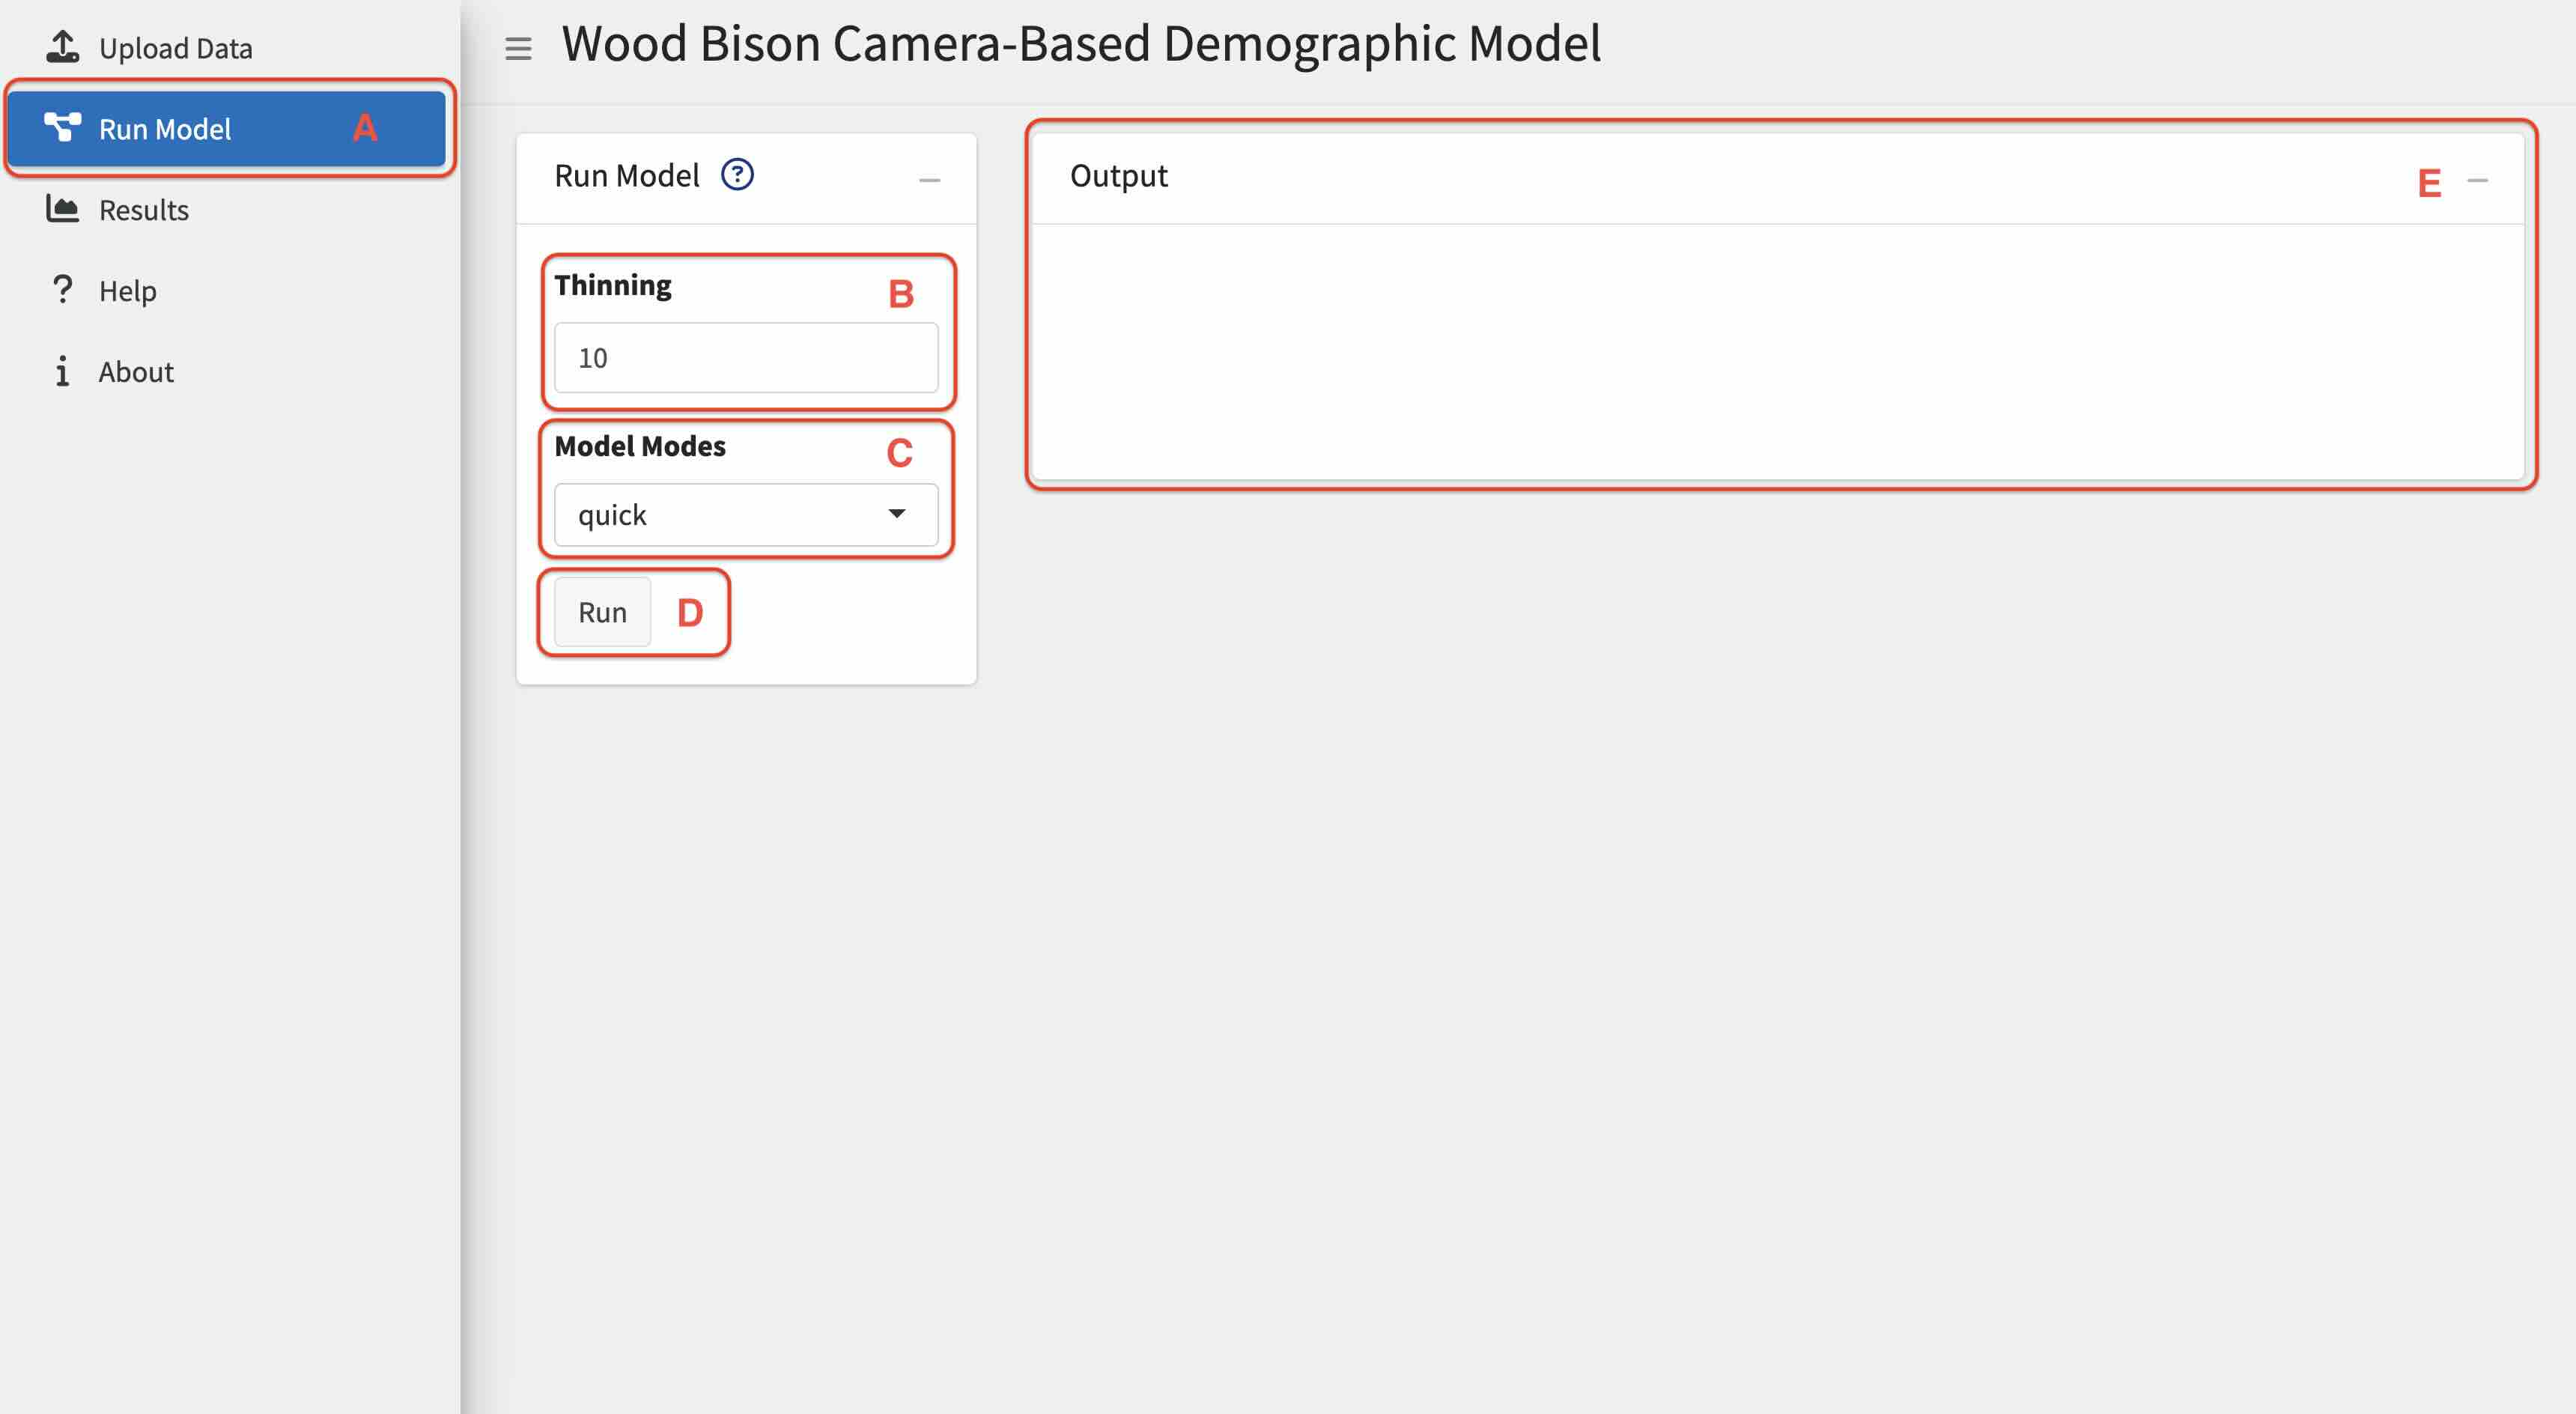 Upload Data
Run Model A
Results
Help
About
Wood Bison Camera-Based Demographic Model
Run Model ?
Thinning B
10
Model Modes C
quick
Run D
Output E